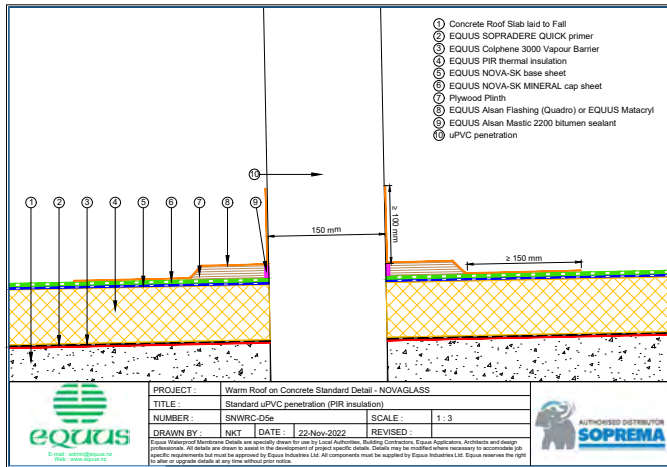 1 Concrete Roof Slab laid to Fall
2 EQUUS SOPRADERE QUICK primer
3 EQUUS Colphene 3000 Vapour Barrier
4 EQUUS PIR thermal insulation
5 EQUUS NOVA-SK base sheet
6 EQUUS NOVA-SK MINERAL cap sheet
7 Plywood Plinth
8 EQUUS Alsan Flashing (Quadro) or EQUUS Matacryl
9 EQUUS Alsan Mastic 2200 bitumen sealant
10 uPVC penetration
10
1 2 3 4 5 6 7 8 9
≥ 100 mm
150 mm
≥ 150 mm
equus
E-mail : admin@equus.nz
Web : www.equus.nz
PROJECT : Warm Roof on Concrete Standard Detail - NOVAGLASS
TITLE : Standard uPVC penetration (PIR insulation)
NUMBER : SNWRC-D5e SCALE : 1 : 3
DRAWN BY : NKT DATE : 22-Nov-2022 REVISED :
Equus Waterproof Membrane Details are specially drawn for use by Local Authorities, Building Contractors, Equus Applicators, Architects and design
professionals. All details are drawn to assist in the development of project specific details. Details may be modified where necessary to accomodate job
specific requirements but must be approved by Equus Industries Ltd. All components must be supplied by Equus Industries Ltd. Equus reserves the right
to alter or upgrade details at any time without prior notice.
AUTHORISED DISTRIBUTOR
SOPREMA